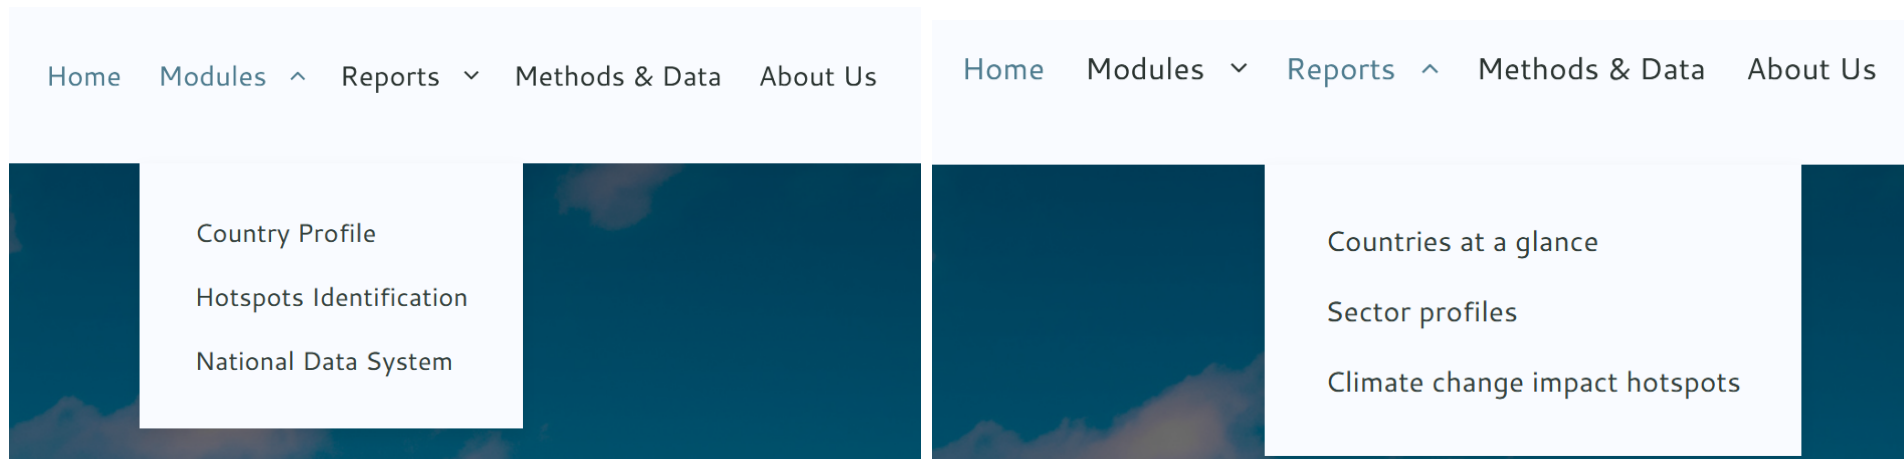 Home Modules Reports Methods & Data About Us
Country Profile
Hotspots Identification
National Data System
Home Modules Reports Methods & Data About Us
Countries at a glance
Sector profiles
Climate change impact hotspots